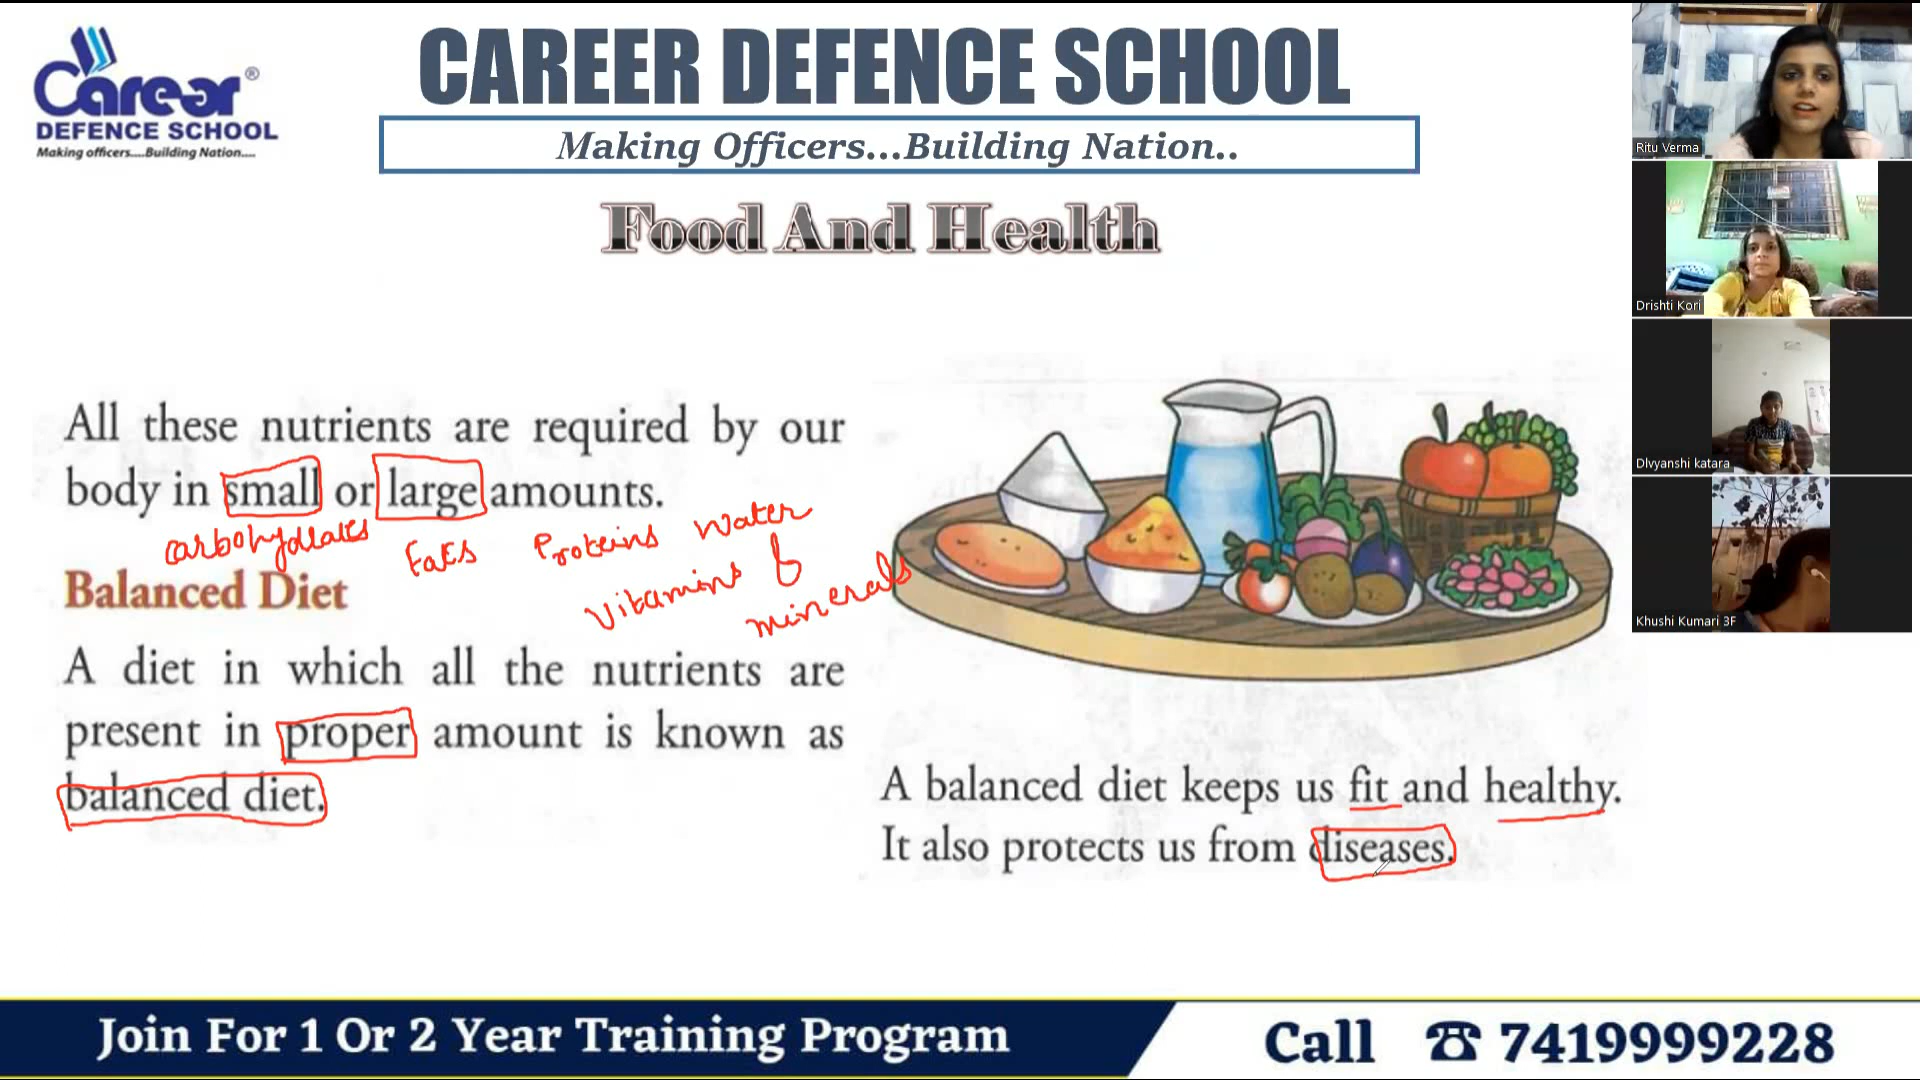 Carear®
DEFENCE SCHOOL
Making officers....Building Nation....
CAREER DEFENCE SCHOOL
Making Officers...Building Nation..
Food And Health
All these nutrients are required by our
body in small or large amounts.
Carbohydrates Fats Proteins Water
Vitamins & minerals
Balanced Diet
A diet in which all the nutrients are
present in proper amount is known as
balanced diet.
A balanced diet keeps us fit and healthy.
It also protects us from diseases.
Join For 1 Or 2 Year Training Program
Call ☎ 7419999228
Ritu Verma
Drishti Kori
DIvyanshi katara
Khushi Kumari 3F